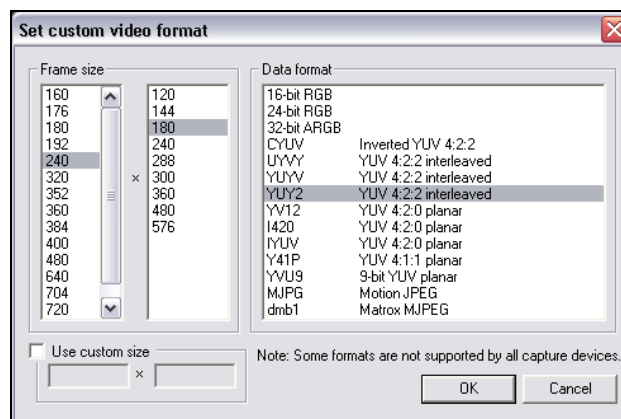 Set custom video format
Frame size
160
176
180
192
240
320
352
360
384
400
480
640
704
720
×
120
144
180
240
288
300
360
480
576
Data format
16-bit RGB
24-bit RGB
32-bit ARGB
CYUV Inverted YUV 4:2:2
UYVY YUV 4:2:2 interleaved
YUYV YUV 4:2:2 interleaved
YUY2 YUV 4:2:2 interleaved
YV12 YUV 4:2:0 planar
I420 YUV 4:2:0 planar
IYUV YUV 4:2:0 planar
Y41P YUV 4:1:1 planar
YVU9 9-bit YUV planar
MJPG Motion JPEG
dmb1 Matrox MJPEG
Use custom size
×
Note: Some formats are not supported by all capture devices.
OK
Cancel